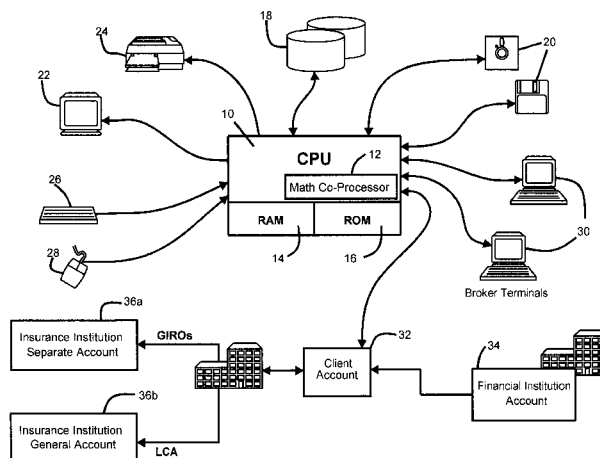 24
18
20
22
10
CPU
12
Math Co-Processor
26
RAM
ROM
30
28
14
16
Broker Terminals
36a
32
34
Insurance Institution
Separate Account
GIROs
Client
Account
Financial Institution
Account
36b
Insurance Institution
General Account
LCA